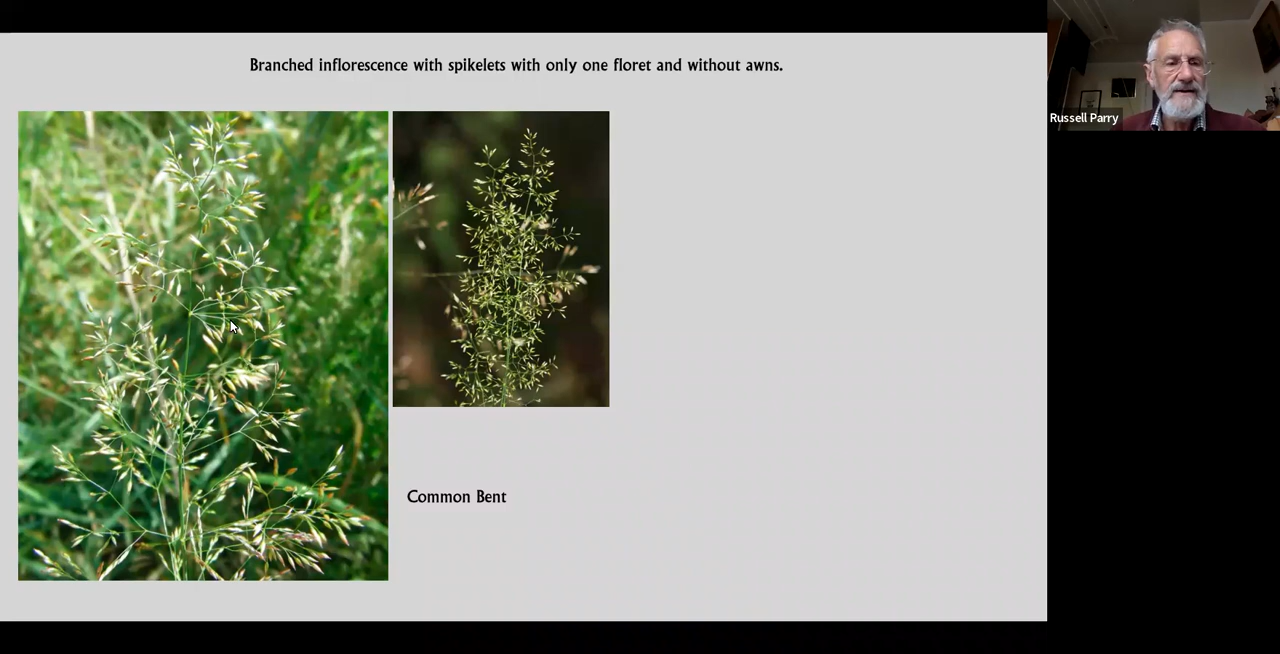 Branched inflorescence with spikelets with only one floret and without awns.
Russell Parry
Common Bent